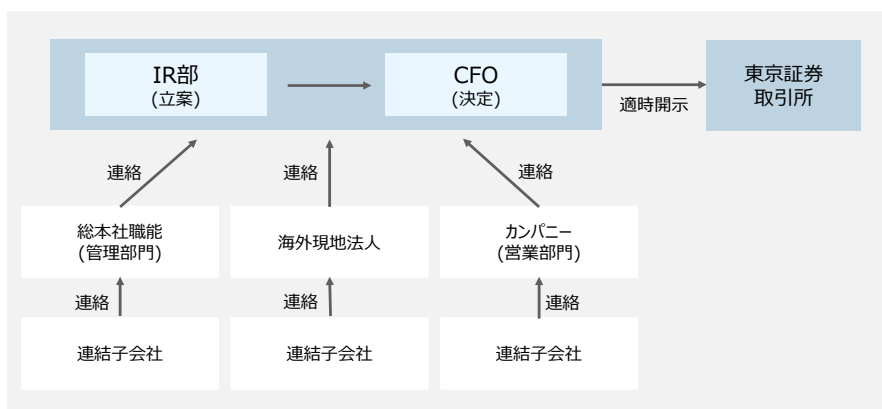 IR部
(立案)
CFO
(決定)
適時開示
東京証券
取引所
連絡
連絡
連絡
総本社職能
(管理部門)
海外現地法人
カンパニー
(営業部門)
連絡
連絡
連絡
連結子会社
連結子会社
連結子会社